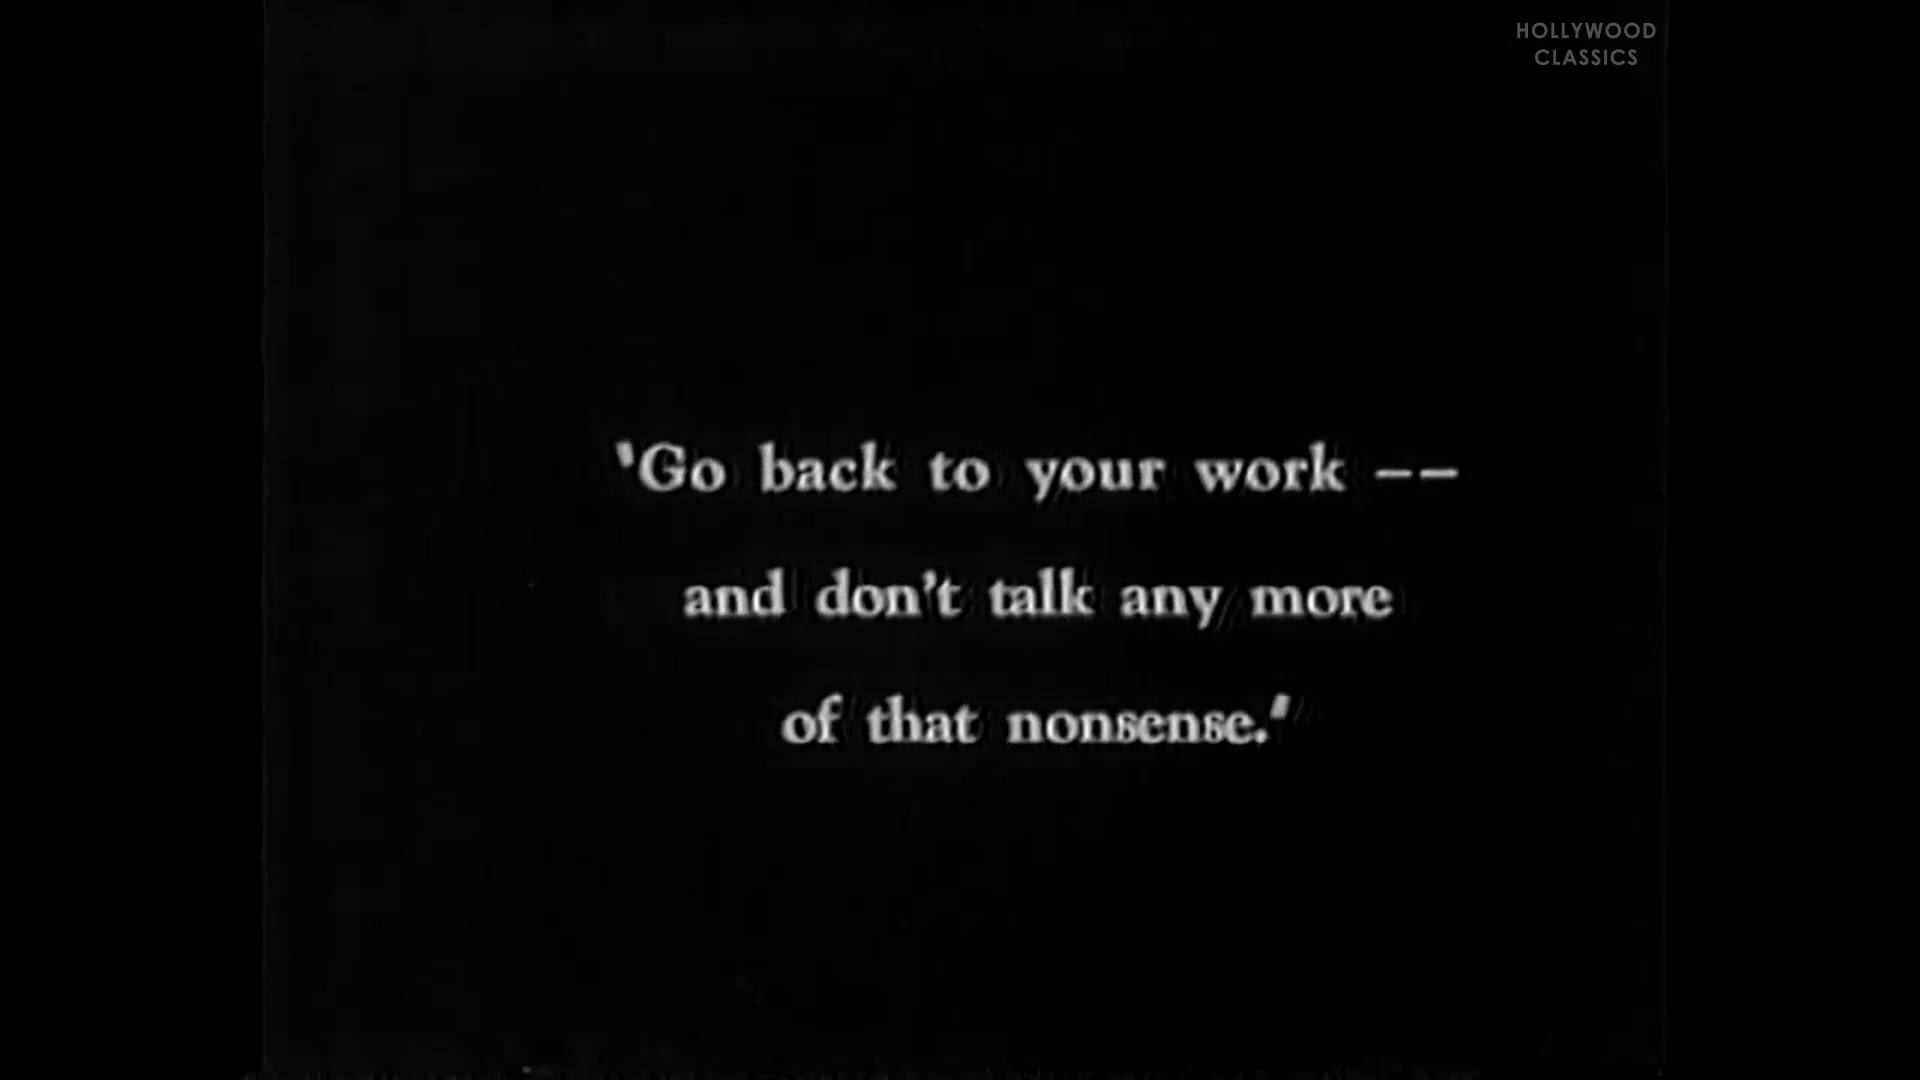 HOLLYWOOD
CLASSICS
'Go back to your work --
and don't talk any more
of that nonsense.'